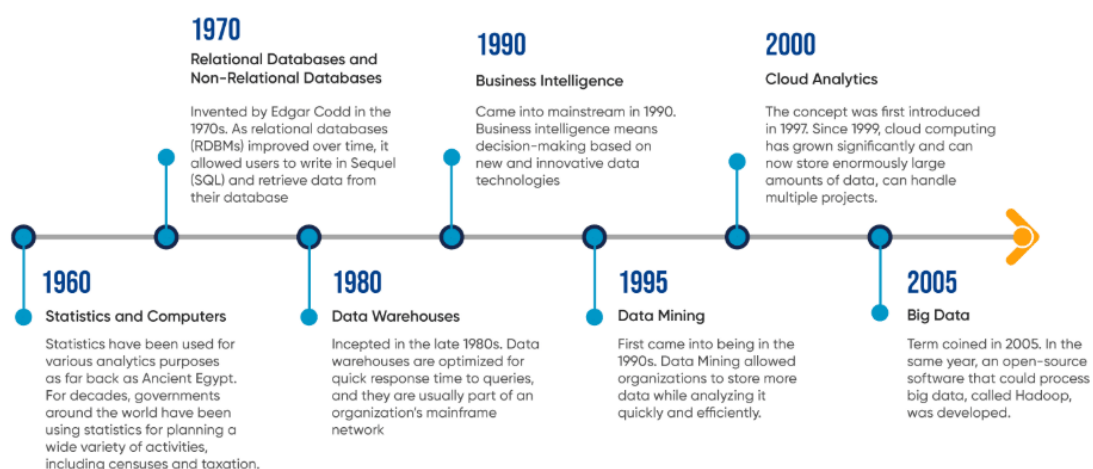 1970
Relational Databases and
Non-Relational Databases
Invented by Edgar Codd in the
1970s. As relational databases
(RDBMs) improved over time, it
allowed users to write in Sequel
(SQL) and retrieve data from
their database
1990
Business Intelligence
Came into mainstream in 1990.
Business intelligence means
decision-making based on
new and innovative data
technologies
2000
Cloud Analytics
The concept was first introduced
in 1997. Since 1999, cloud computing
has grown significantly and can
now store enormously large
amounts of data, can handle
multiple projects.
1960
Statistics and Computers
Statistics have been used for
various analytics purposes
as far back as Ancient Egypt.
For decades, governments
around the world have been
using statistics for planning a
wide variety of activities,
including censuses and taxation.
1980
Data Warehouses
Incepted in the late 1980s. Data
warehouses are optimized for
quick response time to queries,
and they are usually part of an
organization's mainframe
network
1995
Data Mining
First came into being in the
1990s. Data Mining allowed
organizations to store more
data while analyzing it
quickly and efficiently.
2005
Big Data
Term coined in 2005. In the
same year, an open-source
software that could process
big data, called Hadoop,
was developed.